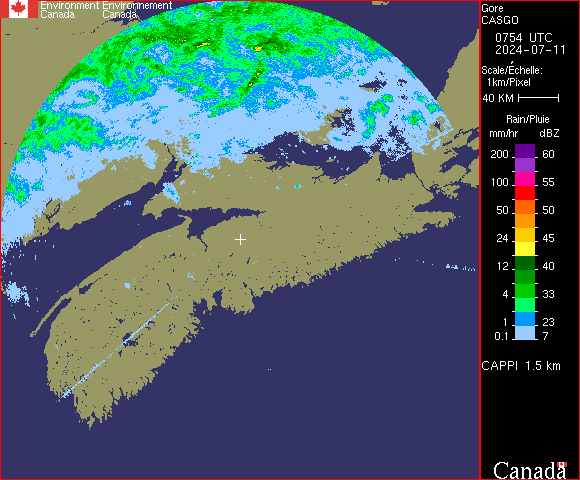 Environment Environnement
Canada Canada
Gore
CASGO
0754 UTC
2024-07-11
Scale/Échelle:
1km/Pixel
40 KM
Rain/Pluie
mm/hr dBZ
200 60
100 55
50 50
24 45
12 40
4 33
1 23
0.1 7
CAPPI 1.5 km
Canada